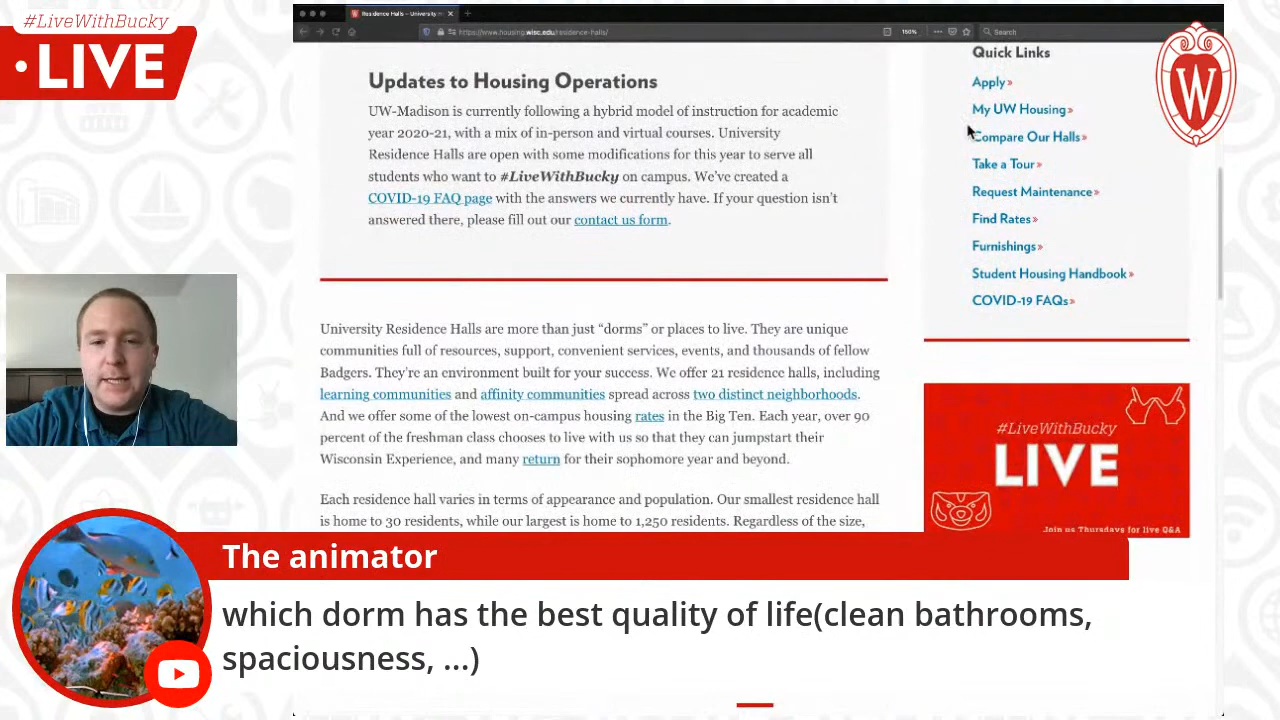 #LiveWithBucky
LIVE
Residence Halls – University
https://www.housing.wisc.edu/residence-halls/
150%
Search
W
Updates to Housing Operations
UW-Madison is currently following a hybrid model of instruction for academic
year 2020-21, with a mix of in-person and virtual courses. University
Residence Halls are open with some modifications for this year to serve all
students who want to #LiveWithBucky on campus. We've created a
COVID-19 FAQ page with the answers we currently have. If your question isn't
answered there, please fill out our contact us form.
University Residence Halls are more than just “dorms” or places to live. They are unique
communities full of resources, support, convenient services, events, and thousands of fellow
Badgers. They're an environment built for your success. We offer 21 residence halls, including
learning communities and affinity communities spread across two distinct neighborhoods.
And we offer some of the lowest on-campus housing rates in the Big Ten. Each year, over 90
percent of the freshman class chooses to live with us so that they can jumpstart their
Wisconsin Experience, and many return for their sophomore year and beyond.
Each residence hall varies in terms of appearance and population. Our smallest residence hall
is home to 30 residents, while our largest is home to 1,250 residents. Regardless of the size,
Quick Links
Apply»
My UW Housing»
Compare Our Halls»
Take a Tour»
Request Maintenance»
Find Rates»
Furnishings»
Student Housing Handbook»
COVID-19 FAQs»
#LiveWithBucky
LIVE
Join us Thursdays for live Q&A
The animator
which dorm has the best quality of life(clean bathrooms,
spaciousness, ...)